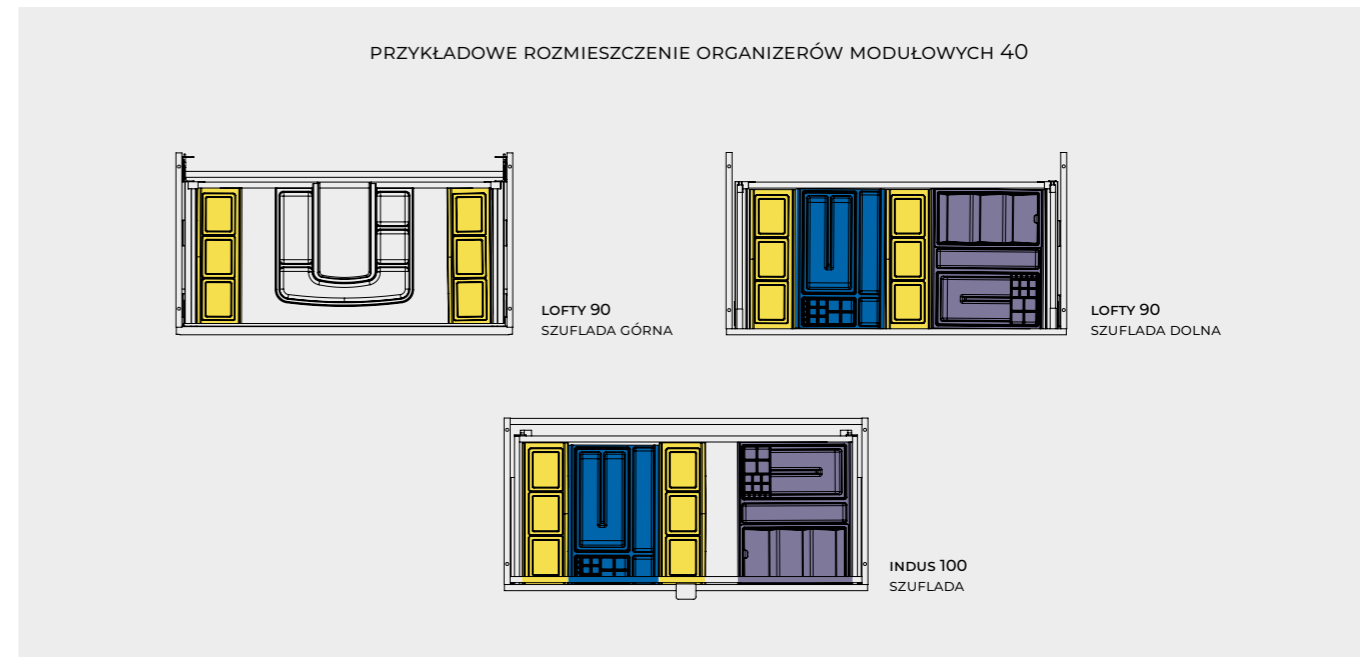 PRZYKŁADOWE ROZMIESZCZENIE ORGANIZERÓW MODUŁOWYCH 40
LOFTY 90
SZUFLADA GÓRNA
LOFTY 90
SZUFLADA DOLNA
INDUS 100
SZUFLADA